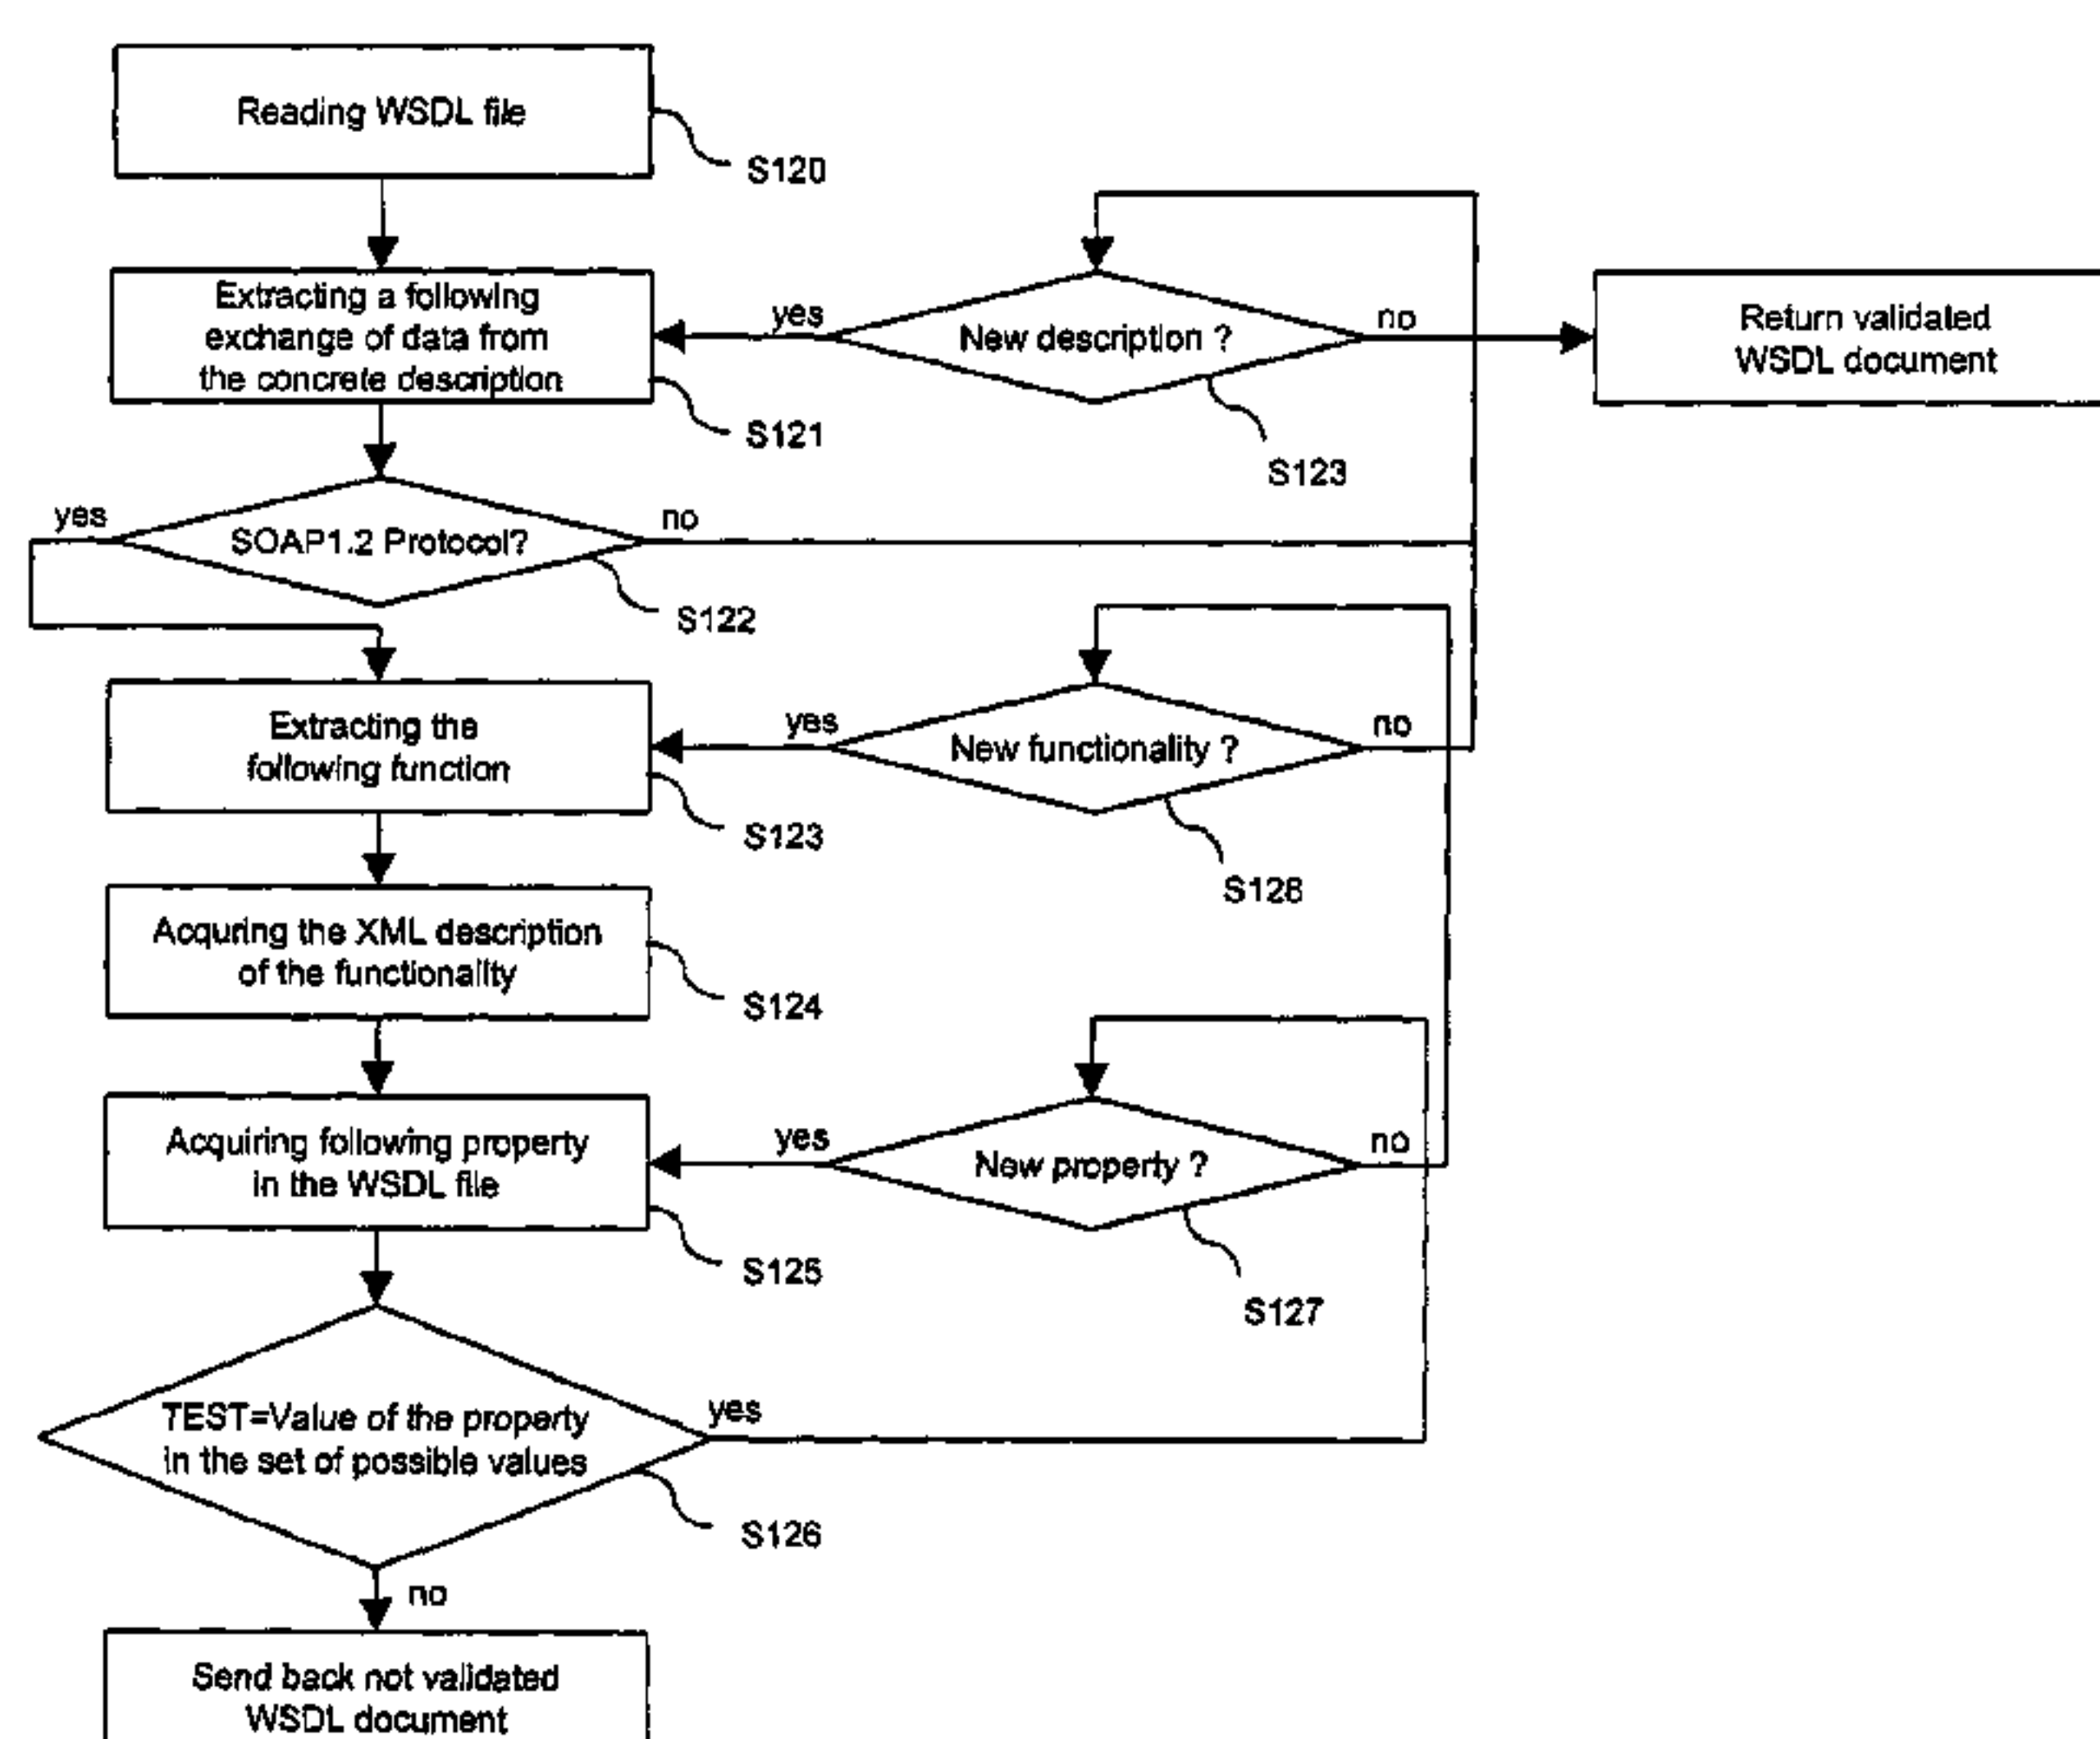 Reading WSDL file
S120
Extracting a following
exchange of data from
the concrete description
S121
yes
New description ?
no
S123
Return validated
WSDL document
yes
SOAP1.2 Protocol?
no
S122
Extracting the
following function
S123
yes
New functionality ?
no
S128
Acquring the XML description
of the functionality
S124
Acquiring following property
in the WSDL file
S125
yes
New property ?
no
S127
TEST=Value of the property
in the set of possible values
yes
S126
no
Send back not validated
WSDL document